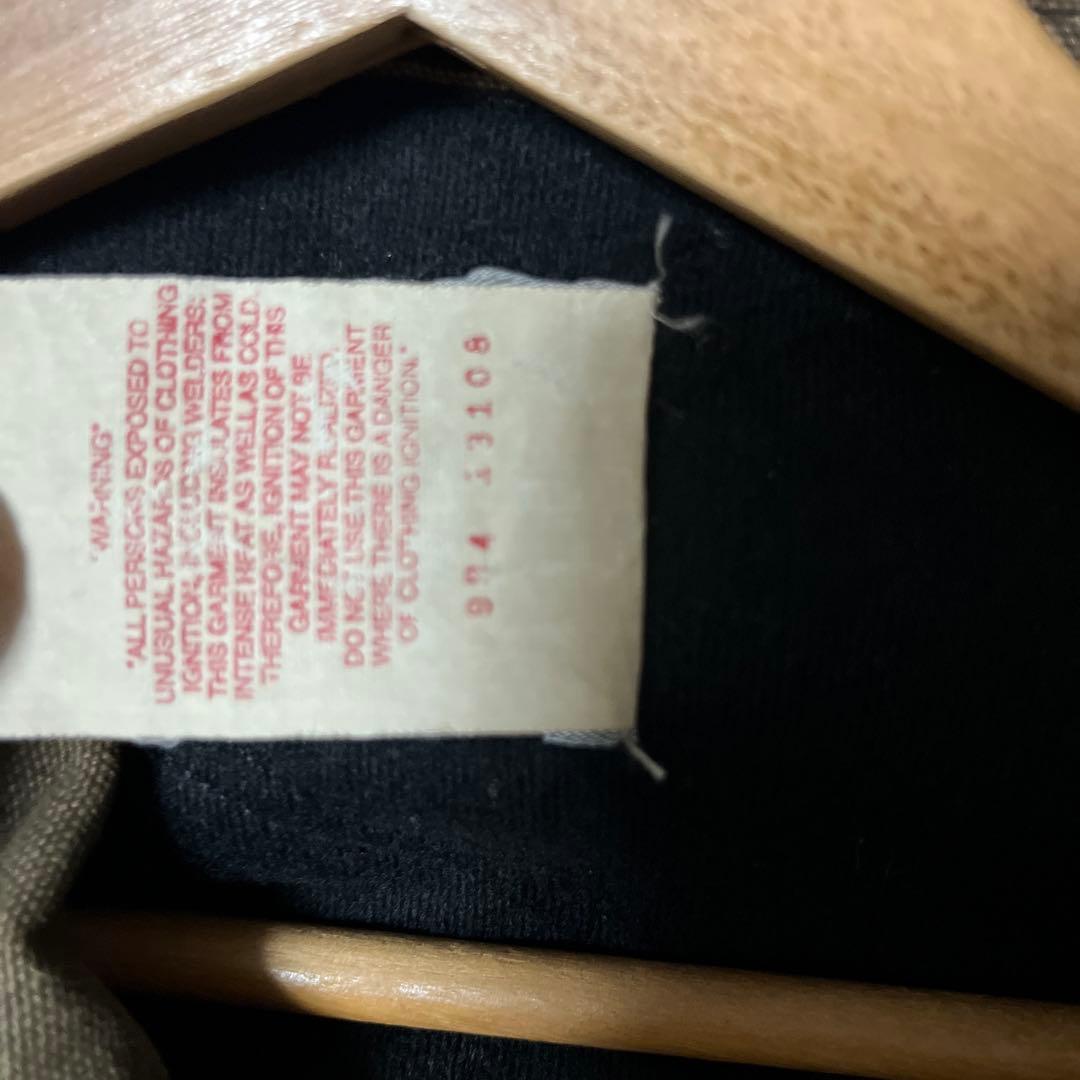 "WARNING"
"ALL PERSONS EXPOSED TO
UNUSUAL HAZARDS OF CLOTHING
IGNITION, INCLUDING WELDERS:
THIS GARMENT INSULATES FROM
INTENSE HEAT AS WELL AS COLD.
THEREFORE, IGNITION OF THIS
GARMENT MAY NOT BE
IMMEDIATELY REALIZED.
DO NOT USE THIS GARMENT
WHERE THERE IS A DANGER
OF CLOTHING IGNITION."
974 13108